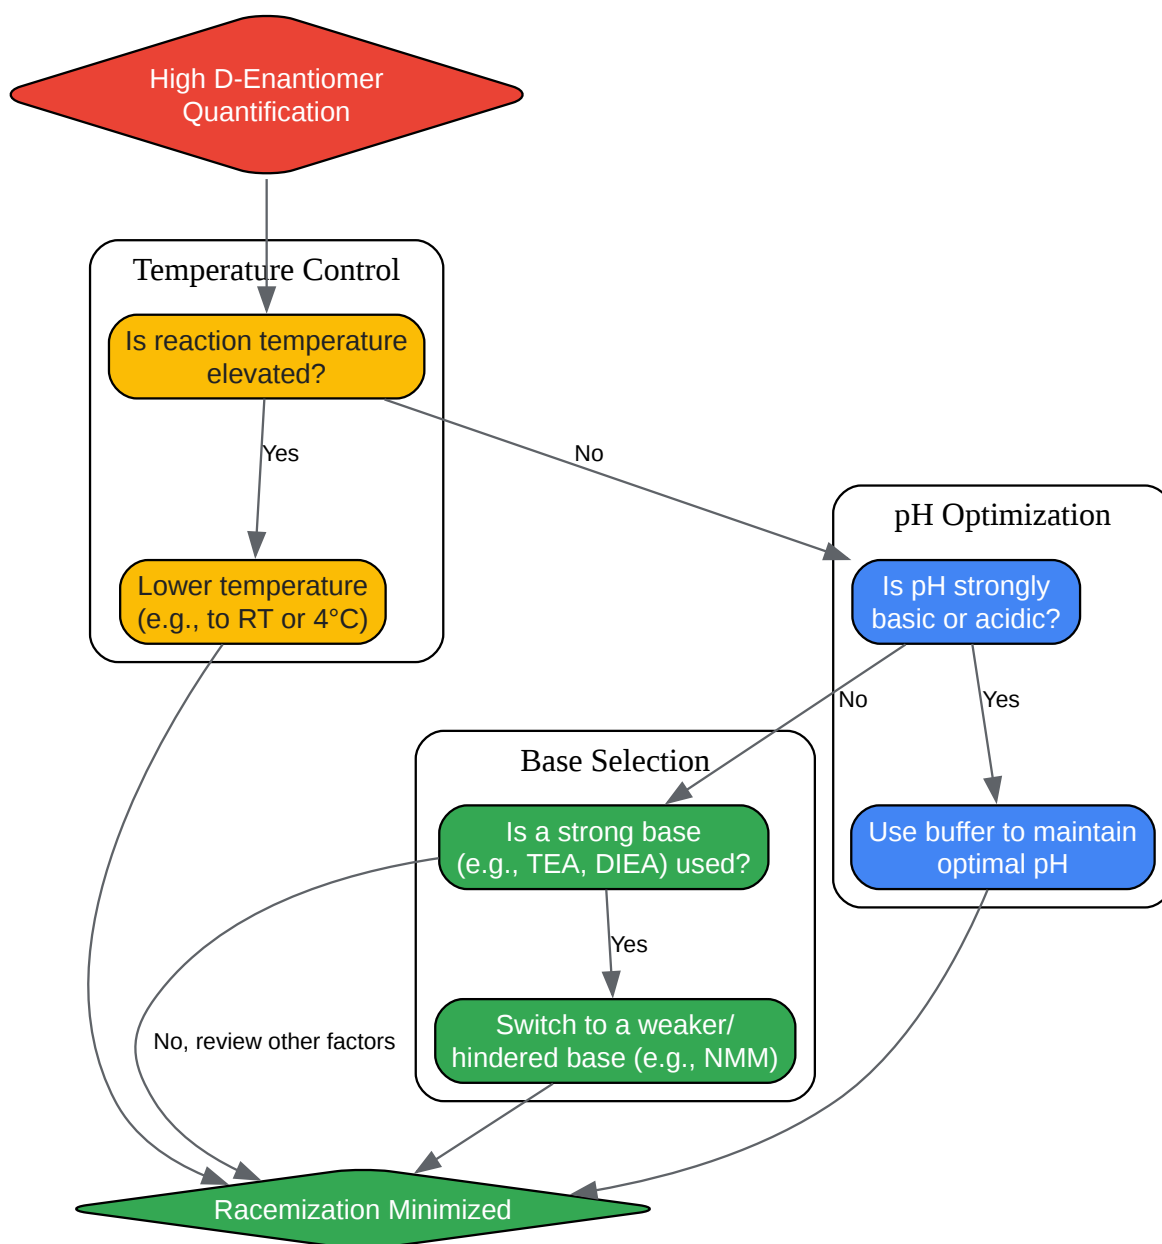 High D-Enantiomer
Quantification
Temperature Control
Is reaction temperature
elevated?
Yes
No
Lower temperature
(e.g., to RT or 4°C)
pH Optimization
Is pH strongly
basic or acidic?
No
Yes
Base Selection
Is a strong base
(e.g., TEA, DIEA) used?
Use buffer to maintain
optimal pH
Yes
Switch to a weaker/
hindered base (e.g., NMM)
No, review other factors
Racemization Minimized